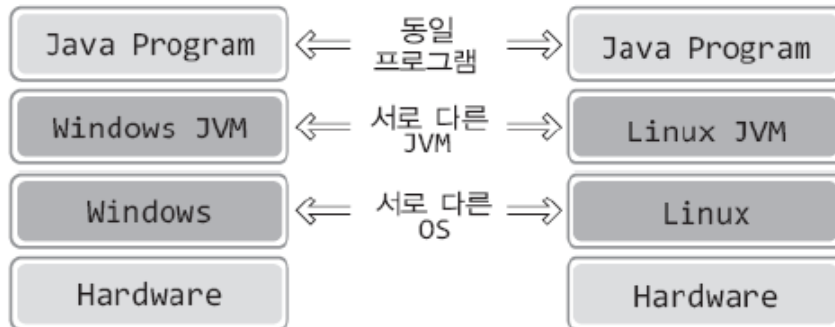 Java Program
동일
프로그램
Java Program
Windows JVM
서로 다른
JVM
Linux JVM
Windows
서로 다른
OS
Linux
Hardware
Hardware